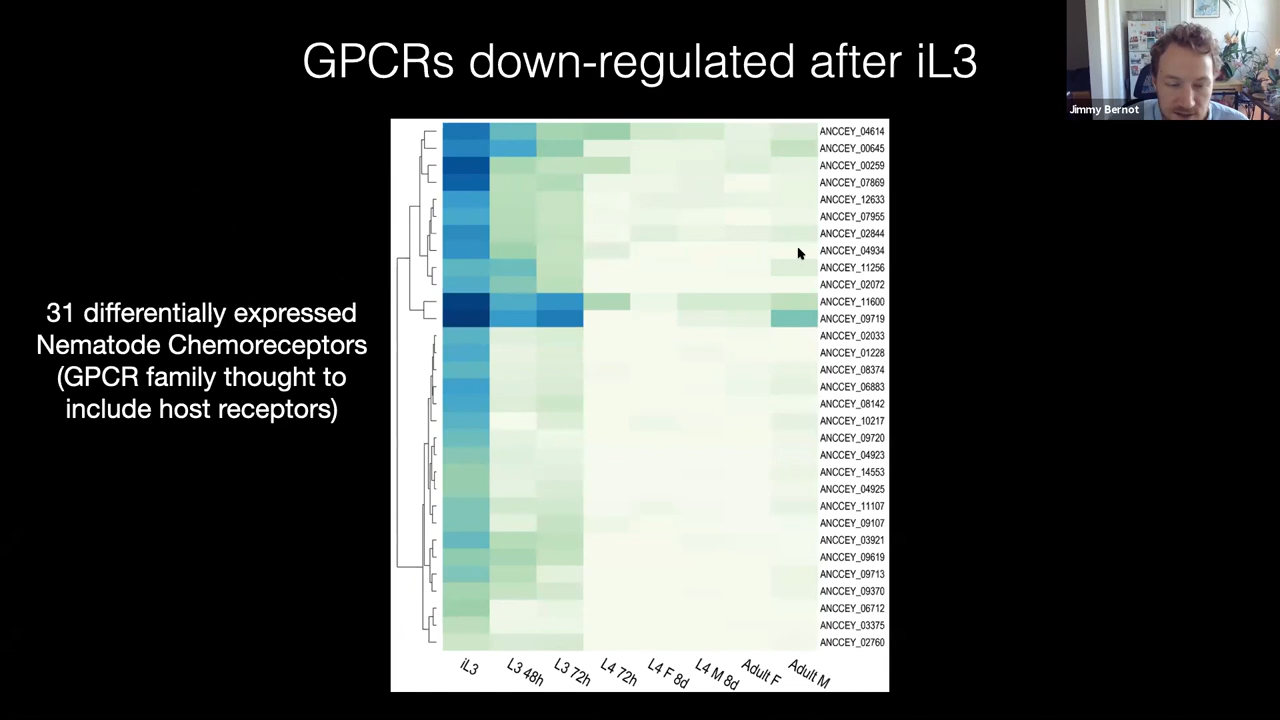 GPCRs down-regulated after iL3
Jimmy Bernot
31 differentially expressed
Nematode Chemoreceptors
(GPCR family thought to
include host receptors)
ANCCEY_04614
ANCCEY_00645
ANCCEY_00259
ANCCEY_07869
ANCCEY_12633
ANCCEY_07955
ANCCEY_02844
ANCCEY_04934
ANCCEY_11256
ANCCEY_02072
ANCCEY_11600
ANCCEY_09719
ANCCEY_02033
ANCCEY_01228
ANCCEY_08374
ANCCEY_06883
ANCCEY_08142
ANCCEY_10217
ANCCEY_09720
ANCCEY_04923
ANCCEY_14553
ANCCEY_04925
ANCCEY_11107
ANCCEY_09107
ANCCEY_03921
ANCCEY_09619
ANCCEY_09713
ANCCEY_09370
ANCCEY_06712
ANCCEY_03375
ANCCEY_02760
iL3
L3 48h
L3 72h
L4 72h
L4 F 8d
L4 M 8d
Adult F
Adult M